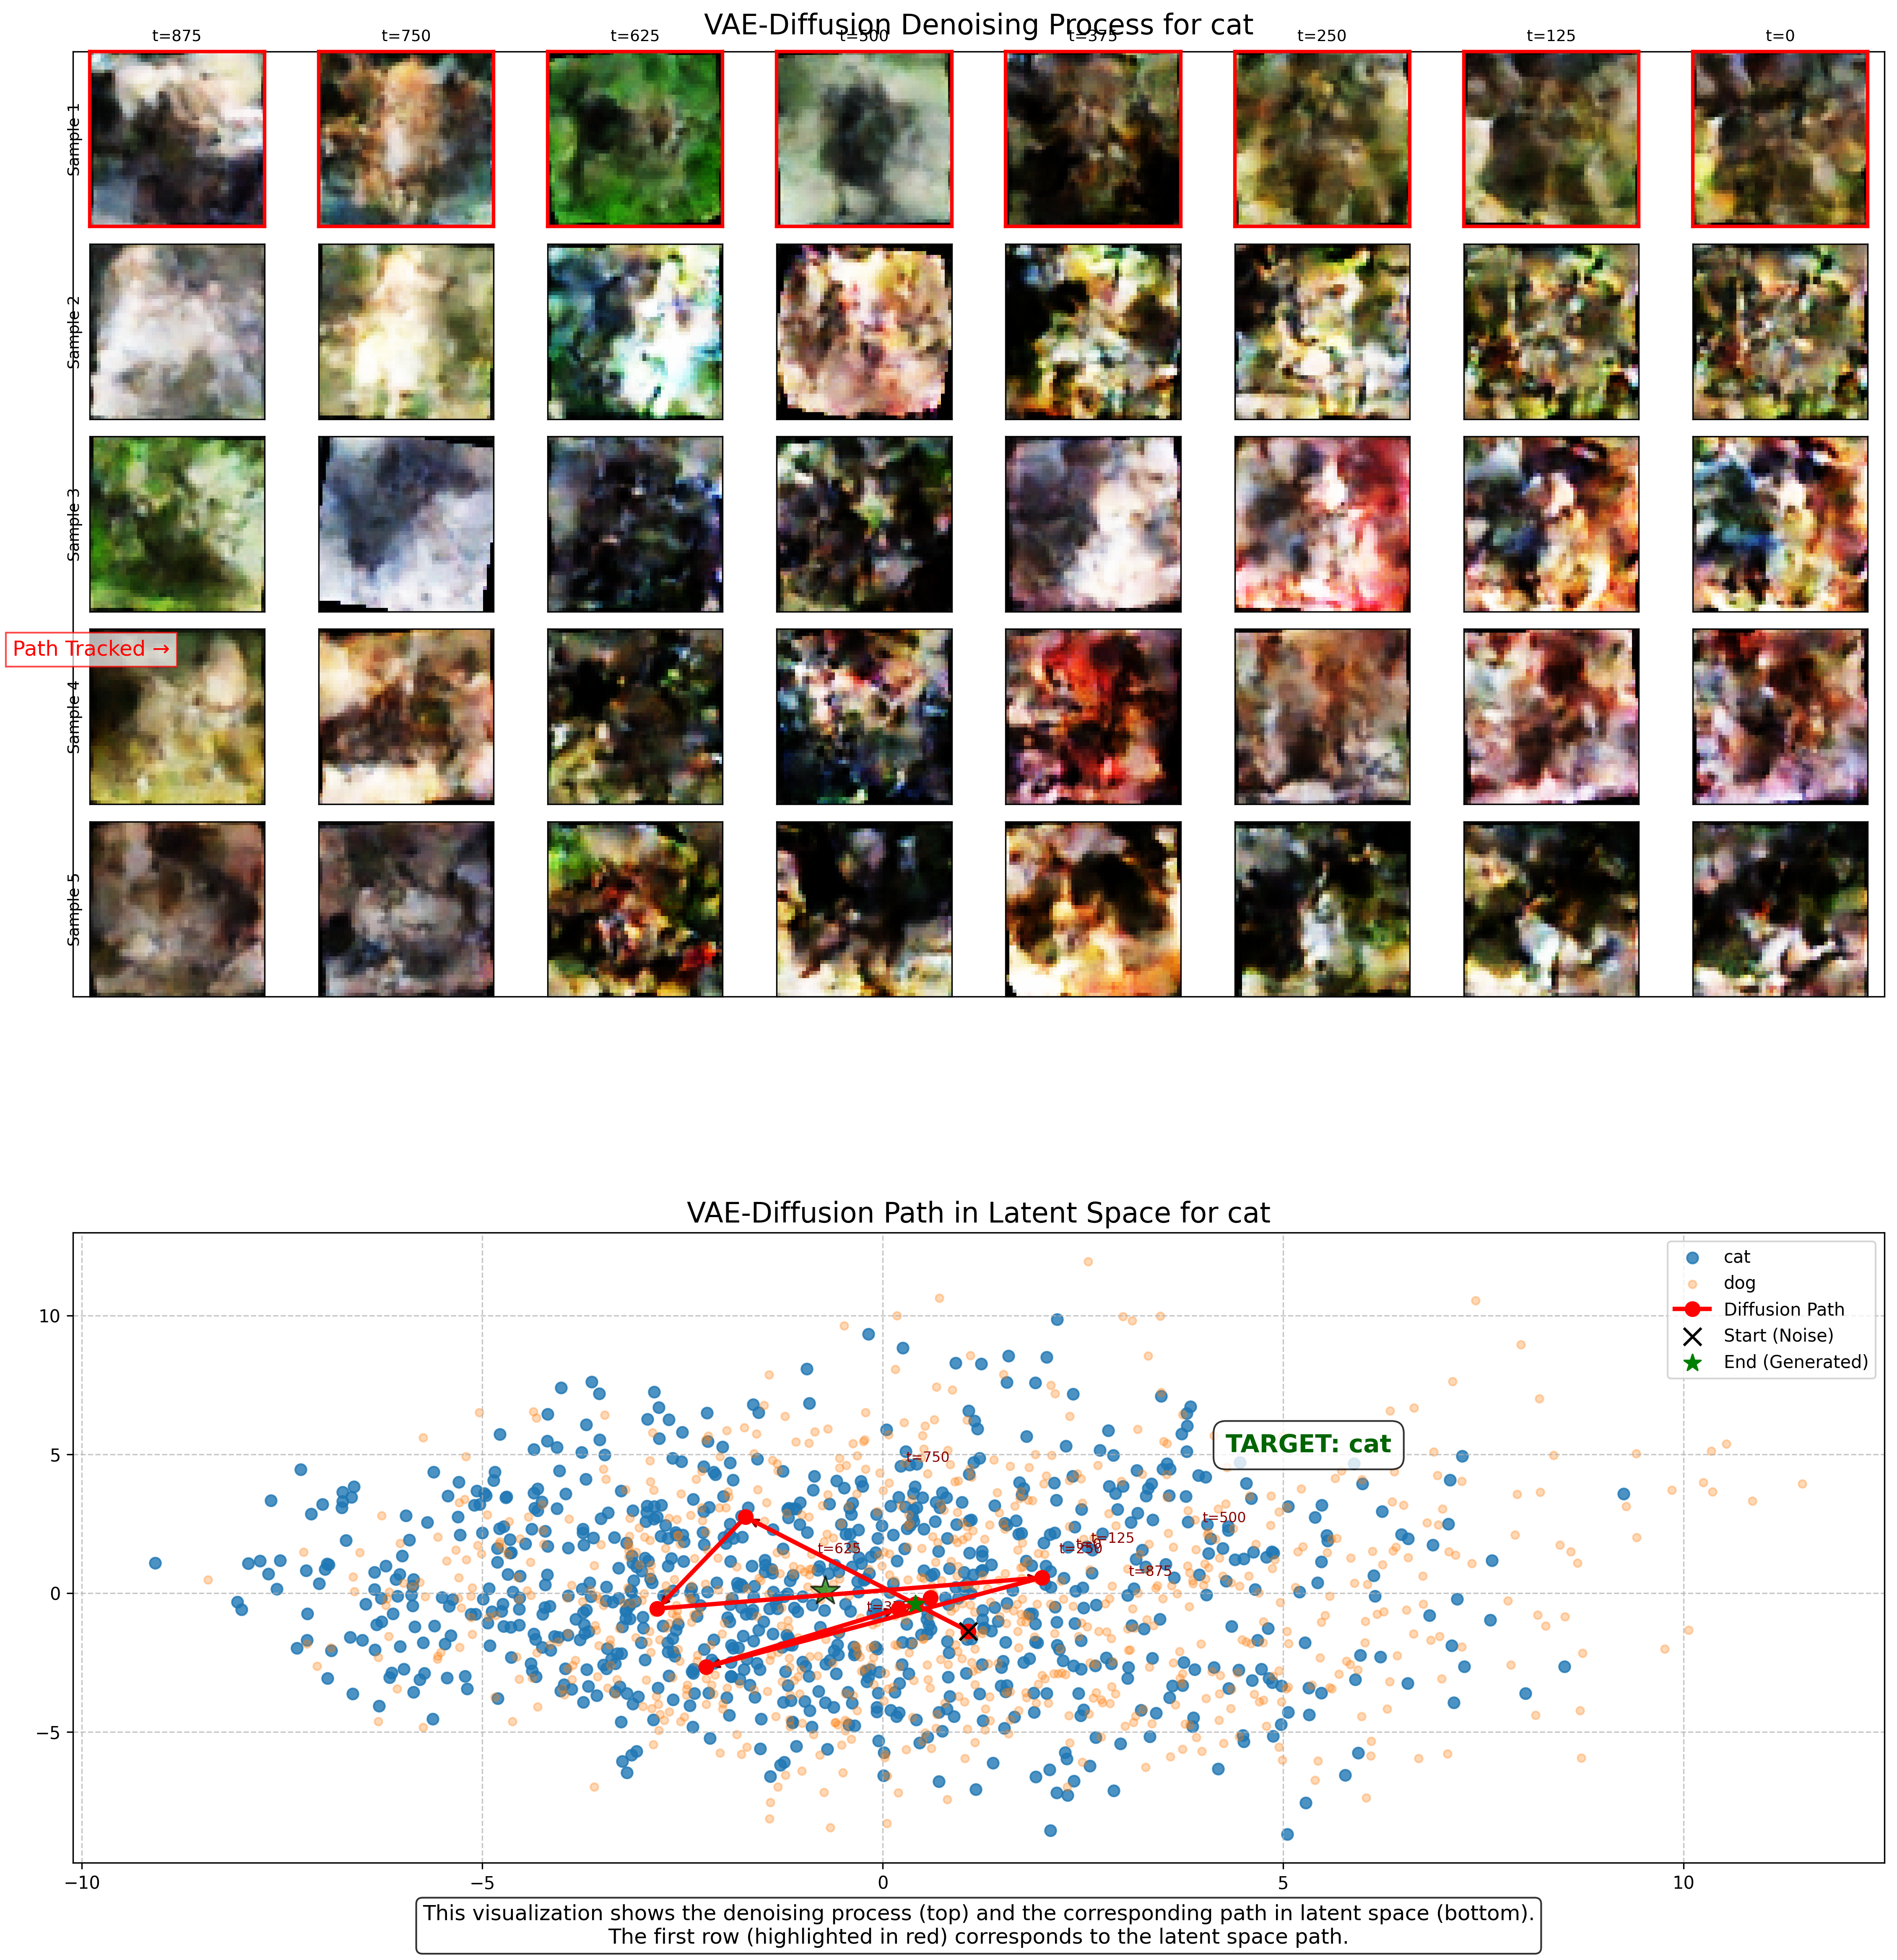 VAE-Diffusion Denoising Process for cat
t=875
t=750
t=625
t=500
t=375
t=250
t=125
t=0
Sample 1
Sample 2
Sample 3
Path Tracked →
Sample 4
Sample 5
VAE-Diffusion Path in Latent Space for cat
cat
dog
Diffusion Path
Start (Noise)
End (Generated)
TARGET: cat
t=750
t=500
t=125
t=625
t=250
t=875
10
5
0
−5
−10
−5
0
5
10
This visualization shows the denoising process (top) and the corresponding path in latent space (bottom).
The first row (highlighted in red) corresponds to the latent space path.